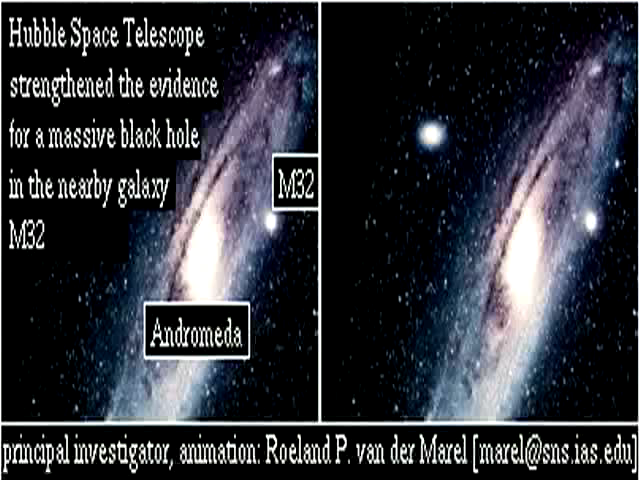 Hubble Space Telescope
strengthened the evidence
for a massive black hole
in the nearby galaxy
M32
M32
Andromeda
principal investigator, animation: Roeland P. van der Marel [marel@sns.ias.edu]